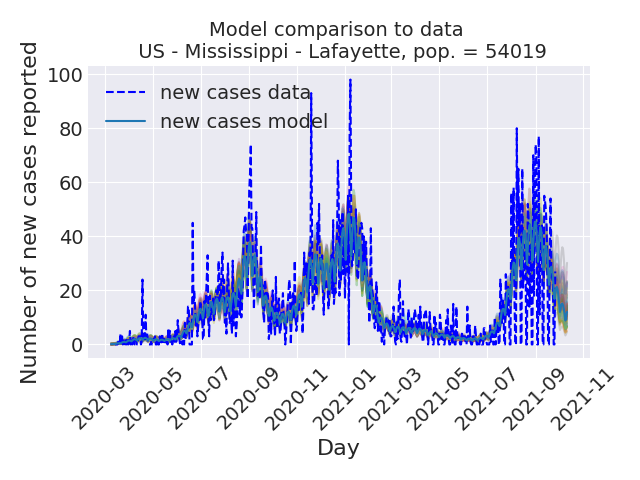 Model comparison to data
US - Mississippi - Lafayette, pop. = 54019
Number of new cases reported
100
80
60
40
20
0
new cases data
new cases model
2020-03
2020-05
2020-07
2020-09
2020-11
2021-01
2021-03
2021-05
2021-07
2021-09
2021-11
Day